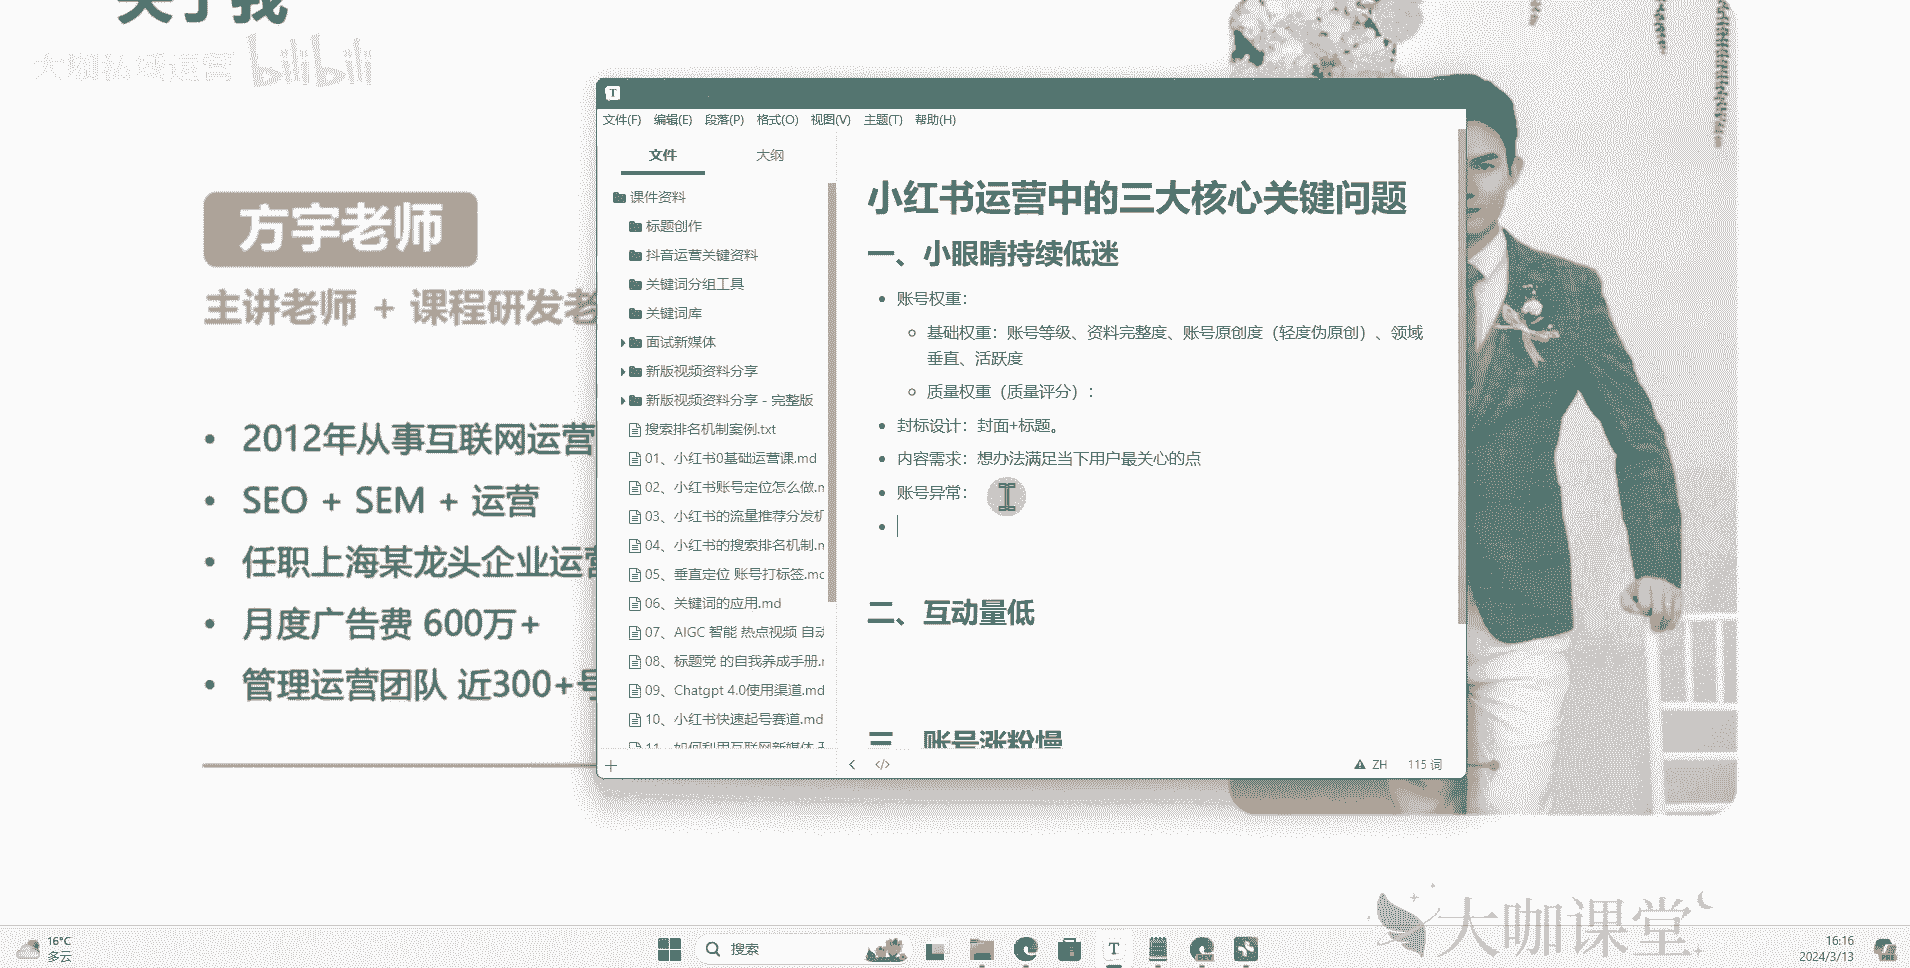 关于我
大咖私域运营 bilibili
方宇老师
主讲老师 + 课程研发老
2012年从事互联网运营
SEO + SEM + 运营
任职上海某龙头企业运营
月度广告费 600万+
管理运营团队 近300+号
T
文件(F) 编辑(E) 段落(P) 格式(O) 视图(V) 主题(T) 帮助(H)
文件 大纲
课件资料
标题创作
抖音运营关键资料
关键词分组工具
关键词库
面试新媒体
新版视频资料分享
新版视频资料分享 - 完整版
搜索排名机制案例.txt
01、小红书0基础运营课.md
02、小红书账号定位怎么做.m
03、小红书的流量推荐分发机
04、小红书的搜索排名机制.m
05、垂直定位 账号打标签.mc
06、关键词的应用.md
07、AIGC 智能 热点视频 自动
08、标题党 的自我养成手册.r
09、Chatgpt 4.0使用渠道.md
10、小红书快速起号赛道.md
11、如何利用互联网新媒体
小红书运营中的三大核心关键问题
一、小眼睛持续低迷
账号权重：
基础权重：账号等级、资料完整度、账号原创度（轻度伪原创）、领域
垂直、活跃度
质量权重（质量评分）：
封标设计：封面+标题。
内容需求：想办法满足当下用户最关心的点
账号异常：
二、互动量低
三、账号涨粉慢
</> ZH 115 词
大咖课堂
16°C
多云
搜索
T
DEV
16:16
2024/3/13
PRE